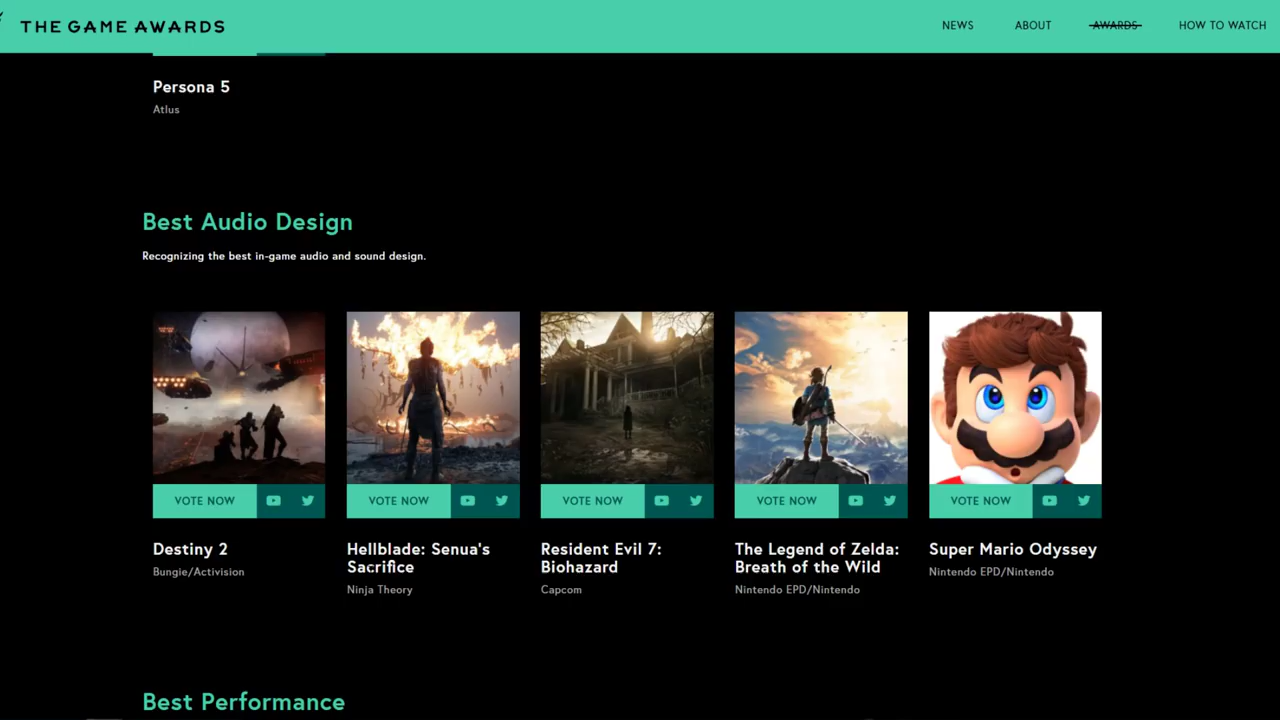 THE GAME AWARDS
NEWS
ABOUT
AWARDS
HOW TO WATCH
Persona 5
Atlus
Best Audio Design
Recognizing the best in-game audio and sound design.
VOTE NOW
VOTE NOW
VOTE NOW
VOTE NOW
VOTE NOW
Destiny 2
Bungie/Activision
Hellblade: Senua's
Sacrifice
Ninja Theory
Resident Evil 7:
Biohazard
Capcom
The Legend of Zelda:
Breath of the Wild
Nintendo EPD/Nintendo
Super Mario Odyssey
Nintendo EPD/Nintendo
Best Performance